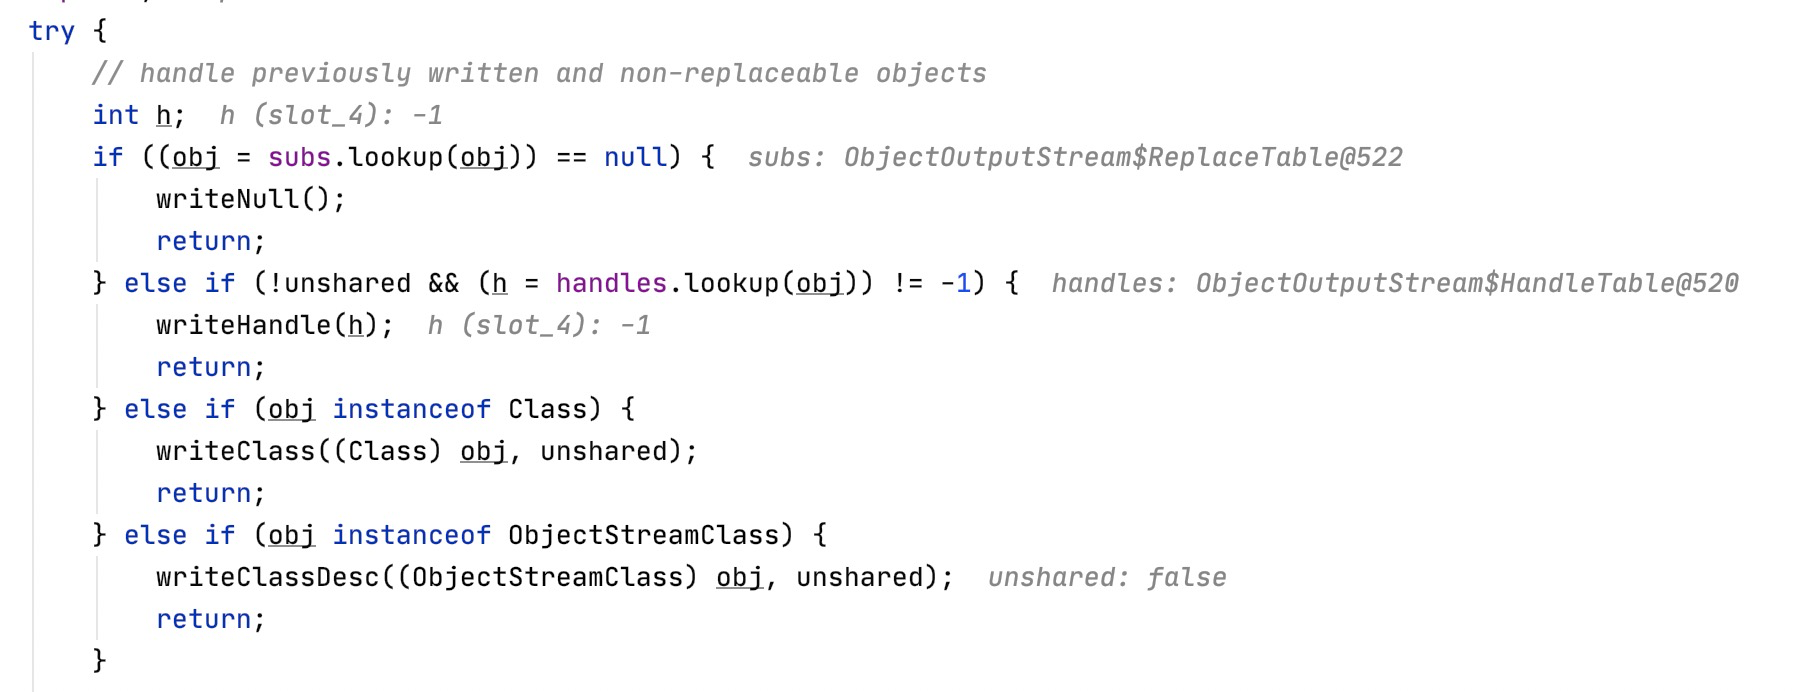 try {
// handle previously written and non-replaceable objects
int h;  h (slot_4): -1
if ((obj = subs.lookup(obj)) == null) {  subs: ObjectOutputStream$ReplaceTable@522
writeNull();
return;
} else if (!unshared && (h = handles.lookup(obj)) != -1) {  handles: ObjectOutputStream$HandleTable@520
writeHandle(h);  h (slot_4): -1
return;
} else if (obj instanceof Class) {
writeClass((Class) obj, unshared);
return;
} else if (obj instanceof ObjectStreamClass) {
writeClassDesc((ObjectStreamClass) obj, unshared);  unshared: false
return;
}